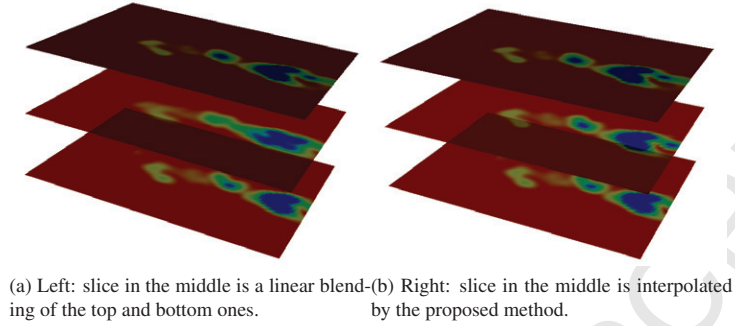 (a) Left: slice in the middle is a linear blend-
ing of the top and bottom ones.
(b) Right: slice in the middle is interpolated
by the proposed method.